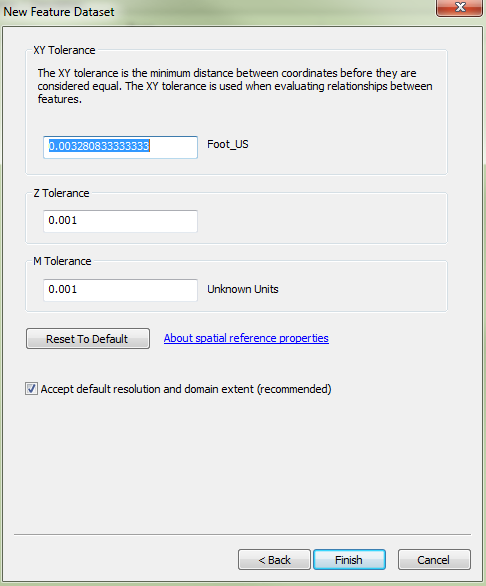 New Feature Dataset
XY Tolerance
The XY tolerance is the minimum distance between coordinates before they are
considered equal. The XY tolerance is used when evaluating relationships between
features.
0.003280833333333 Foot_US
Z Tolerance
0.001
M Tolerance
0.001 Unknown Units
Reset To Default About spatial reference properties
Accept default resolution and domain extent (recommended)
< Back Finish Cancel